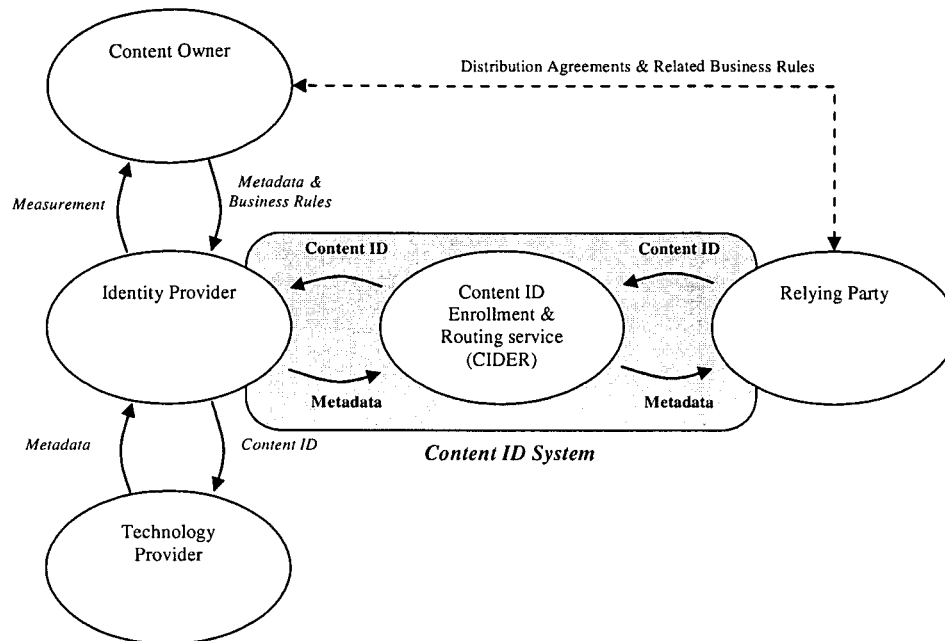 Content Owner
Distribution Agreements & Related Business Rules
Measurement
Metadata &
Business Rules
Content ID
Content ID
Identity Provider
Content ID
Enrollment &
Routing service
(CIDER)
Relying Party
Metadata
Metadata
Metadata
Content ID
Content ID System
Technology
Provider